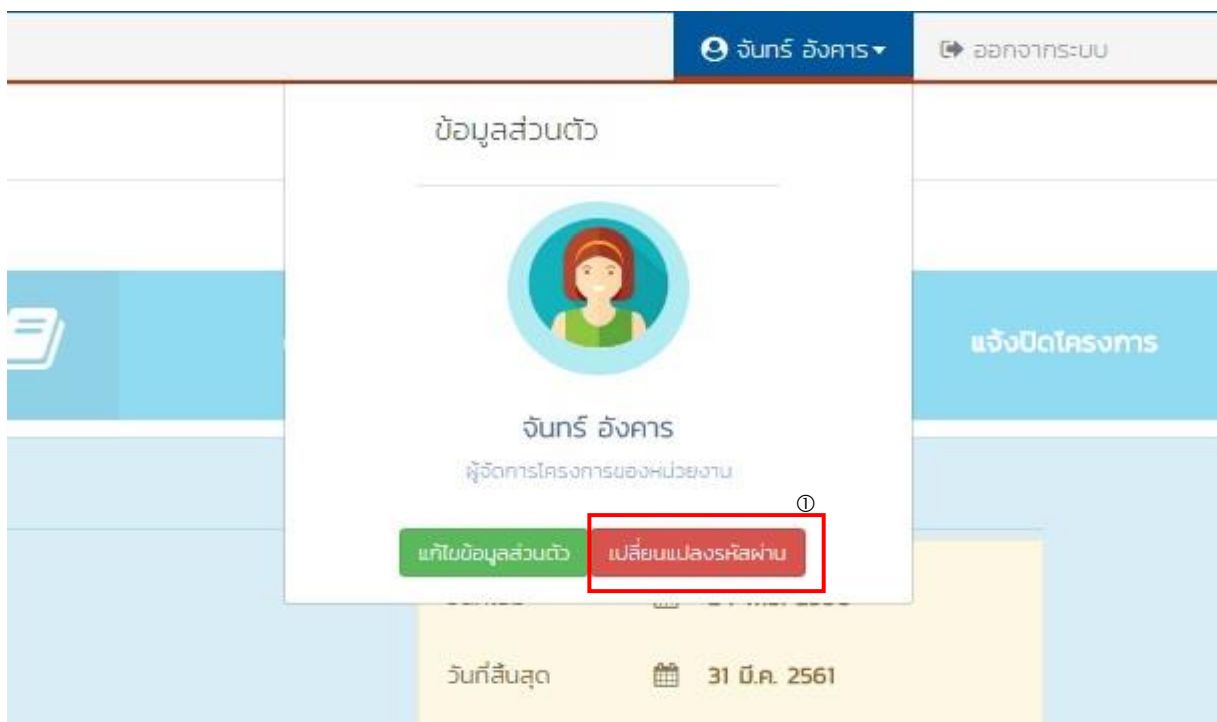 จันทร์ อังคาร
ออกจากระบบ
ข้อมูลส่วนตัว
แจ้งปิดโครงการ
จันทร์ อังคาร
ผู้จัดการโครงการของหน่วยงาน
①
แก้ไขข้อมูลส่วนตัว เปลี่ยนแปลงรหัสผ่าน
วันที่สิ้นสุด 31 มี.ค. 2561